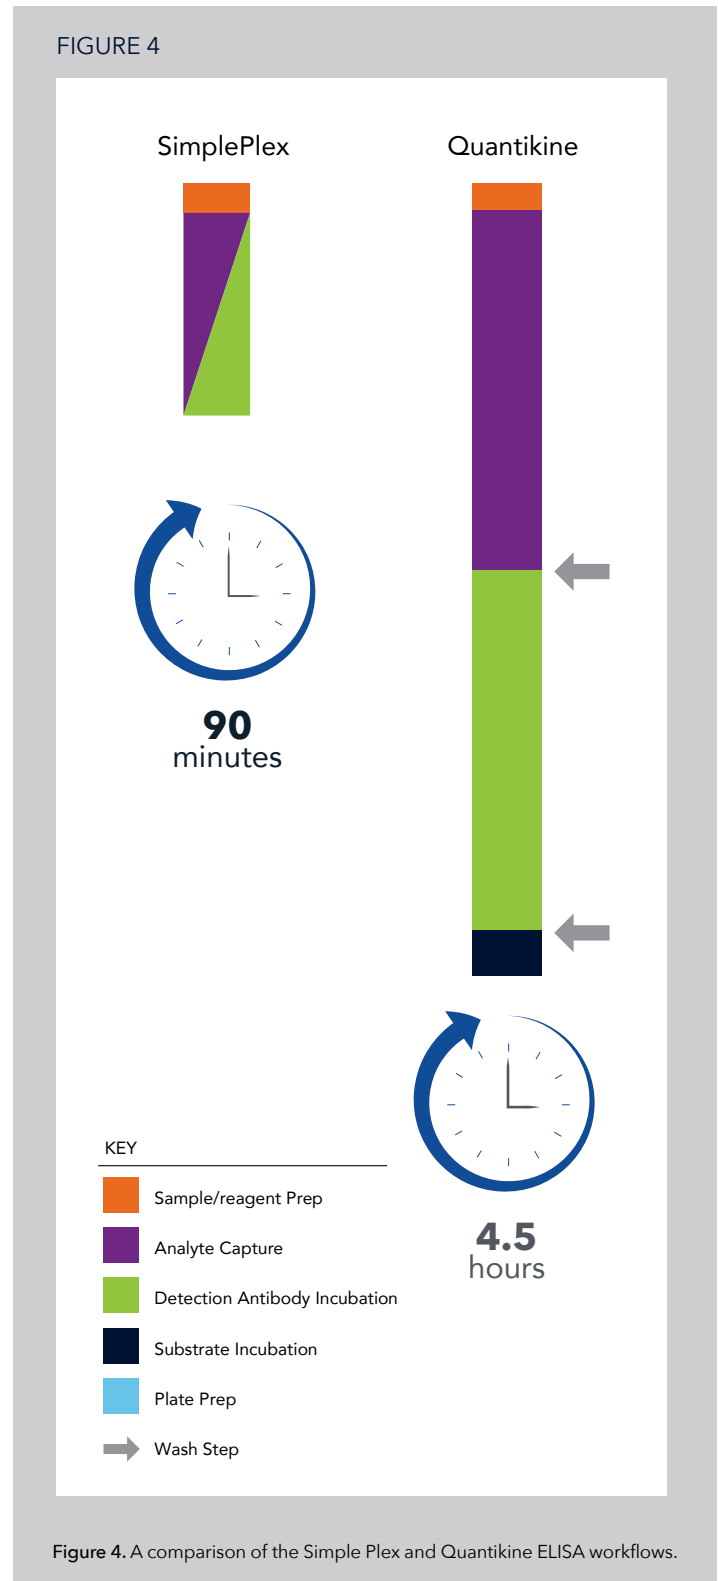 FIGURE 4
SimplePlex
Quantikine
90
minutes
4.5
hours
KEY
Sample/reagent Prep
Analyte Capture
Detection Antibody Incubation
Substrate Incubation
Plate Prep
Wash Step
Figure 4. A comparison of the Simple Plex and Quantikine ELISA workflows.